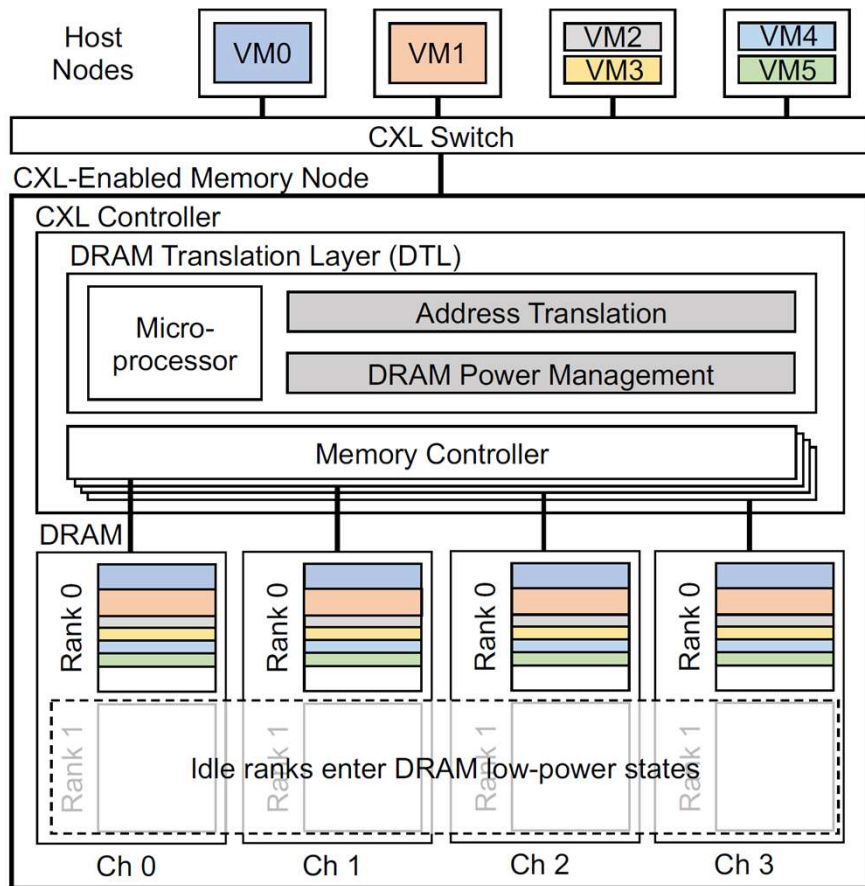 Host
Nodes
VM0
VM1
VM2
VM3
VM4
VM5
CXL Switch
CXL-Enabled Memory Node
CXL Controller
DRAM Translation Layer (DTL)
Micro-
processor
Address Translation
DRAM Power Management
Memory Controller
DRAM
Rank 0
Rank 0
Rank 0
Rank 0
Rank 1
Rank 1
Rank 1
Rank 1
Idle ranks enter DRAM low-power states
Ch 0
Ch 1
Ch 2
Ch 3